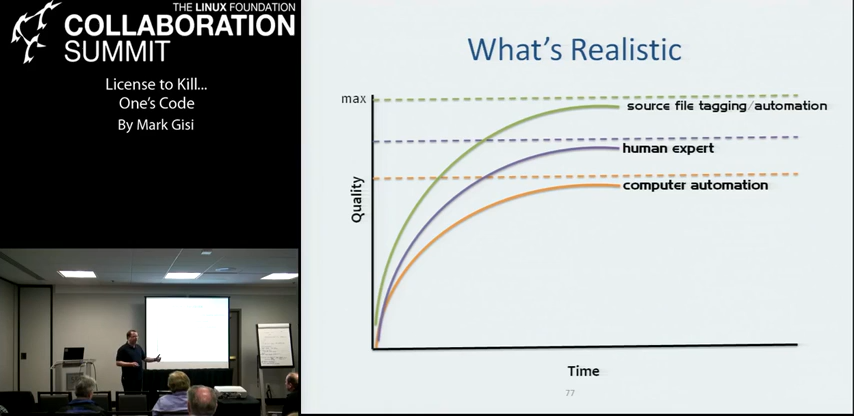 THE LINUX FOUNDATION
COLLABORATION
SUMMIT
License to Kill...
One's Code
By Mark Gisi
What's Realistic
max
source file tagging/automation
human expert
computer automation
Quality
Time
77